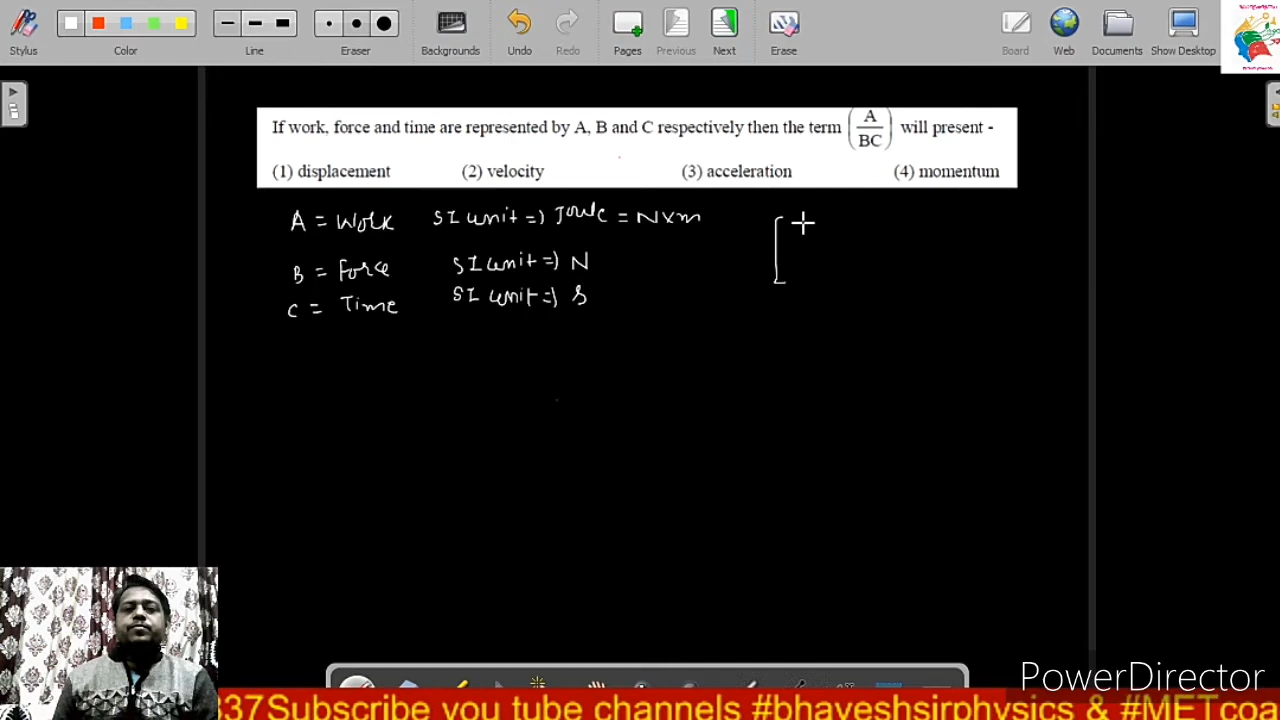 Stylus Color Line Eraser Backgrounds Undo Redo Pages Previous Next Erase Board Web Documents Show Desktop
If work, force and time are represented by A, B and C respectively then the term (A/BC) will present -
(1) displacement (2) velocity (3) acceleration (4) momentum
A = Work SI unit => Joule = N x m
B = Force SI unit => N
C = Time SI unit => S
PowerDirector
337Subscribe you tube channels #bhayeshsirphysics & #METcoa